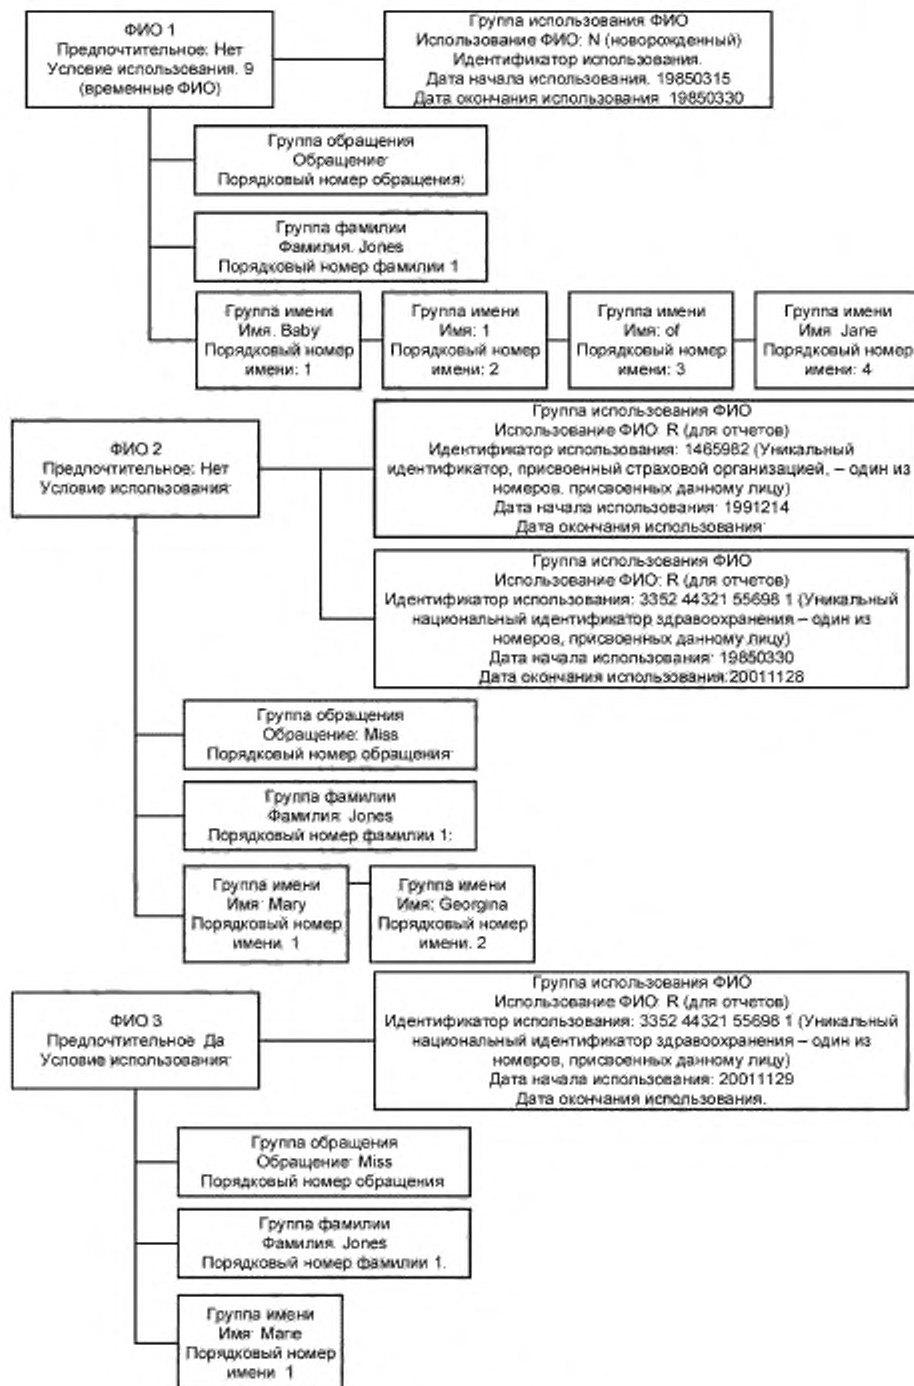 ФИО 1
Предпочтительное: Нет
Условие использования. 9
(временные ФИО)
Группа использования ФИО
Использование ФИО: N (новорожденный)
Идентификатор использования.
Дата начала использования. 19850315
Дата окончания использования 19850330
Группа обращения
Обращение:
Порядковый номер обращения:
Группа фамилии
Фамилия. Jones
Порядковый номер фамилии 1
Группа имени
Имя. Baby
Порядковый номер
имени: 1
Группа имени
Имя: 1
Порядковый номер
имени: 2
Группа имени
Имя: of
Порядковый номер
имени: 3
Группа имени
Имя Jane
Порядковый номер
имени: 4
ФИО 2
Предпочтительное: Нет
Условие использования:
Группа использования ФИО
Использование ФИО: R (для отчетов)
Идентификатор использования: 1465982 (Уникальный
идентификатор, присвоенный страховой организацией, – один из
номеров, присвоенных данному лицу)
Дата начала использования: 1991214
Дата окончания использования:
Группа использования ФИО
Использование ФИО: R (для отчетов)
Идентификатор использования: 3352 44321 55698 1 (Уникальный
национальный идентификатор здравоохранения – один из
номеров, присвоенных данному лицу)
Дата начала использования: 19850330
Дата окончания использования:20011128
Группа обращения
Обращение: Miss
Порядковый номер обращения:
Группа фамилии
Фамилия: Jones
Порядковый номер фамилии 1:
Группа имени
Имя: Mary
Порядковый номер
имени. 1
Группа имени
Имя: Georgina
Порядковый номер
имени. 2
ФИО 3
Предпочтительное Да
Условие использования:
Группа использования ФИО
Использование ФИО: R (для отчетов)
Идентификатор использования: 3352 44321 55698 1 (Уникальный
национальный идентификатор здравоохранения – один из
номеров, присвоенных данному лицу)
Дата начала использования: 20011129
Дата окончания использования.
Группа обращения
Обращение: Miss
Порядковый номер обращения
Группа фамилии
Фамилия. Jones
Порядковый номер фамилии 1.
Группа имени
Имя: Marie
Порядковый номер
имени 1